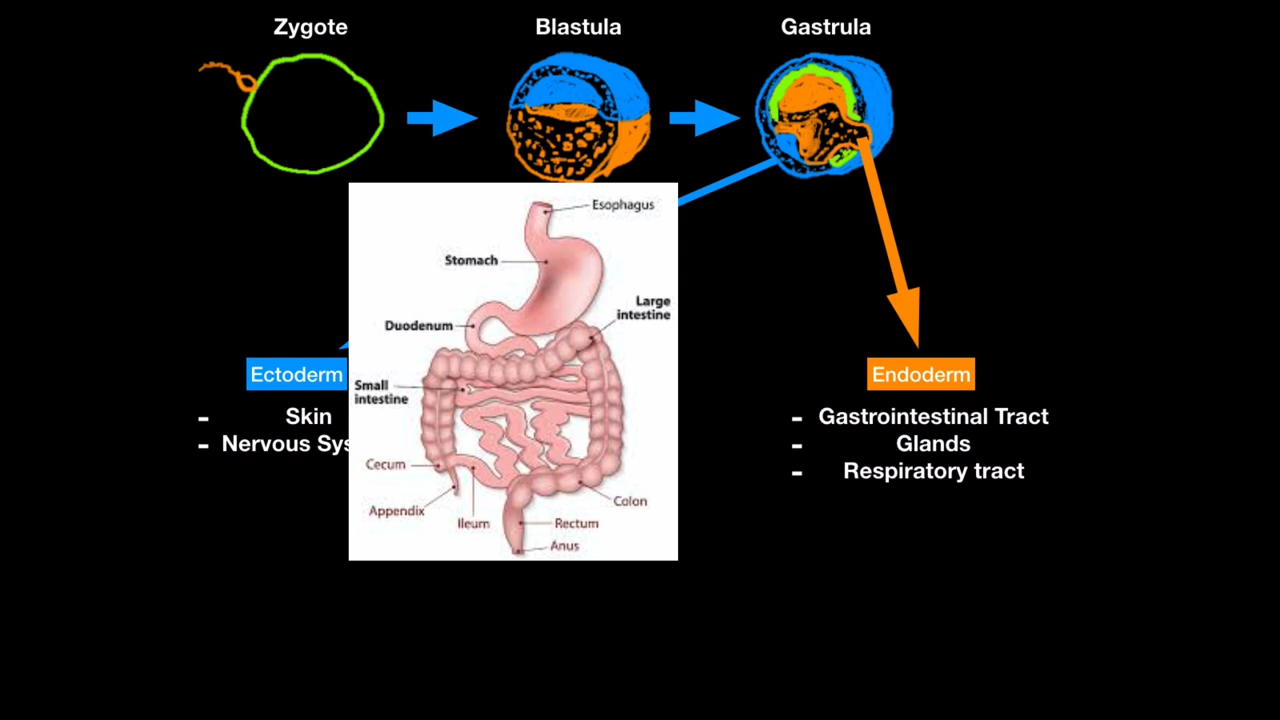 Zygote
Blastula
Gastrula
Esophagus
Stomach
Large
intestine
Duodenum
Small
intestine
Cecum
Appendix
Ileum
Colon
Rectum
Anus
Ectoderm
- Skin
- Nervous Sys
Endoderm
- Gastrointestinal Tract
- Glands
- Respiratory tract